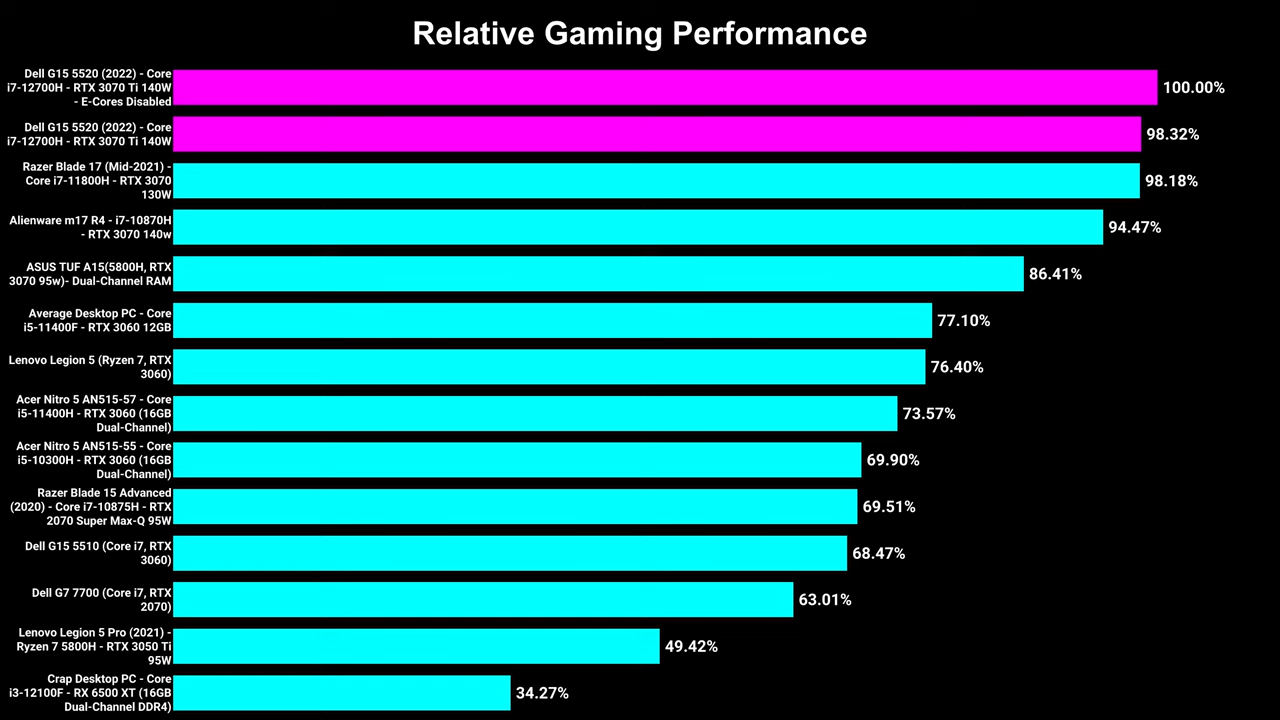 Relative Gaming Performance
Dell G15 5520 (2022) - Core
i7-12700H - RTX 3070 Ti 140W
- E-Cores Disabled
100.00%
Dell G15 5520 (2022) - Core
i7-12700H - RTX 3070 Ti 140W
98.32%
Razer Blade 17 (Mid-2021) -
Core i7-11800H - RTX 3070
130W
98.18%
Alienware m17 R4 - i7-10870H
- RTX 3070 140w
94.47%
ASUS TUF A15(5800H, RTX
3070 95w)- Dual-Channel RAM
86.41%
Average Desktop PC - Core
i5-11400F - RTX 3060 12GB
77.10%
Lenovo Legion 5 (Ryzen 7, RTX
3060)
76.40%
Acer Nitro 5 AN515-57 - Core
i5-11400H - RTX 3060 (16GB
Dual-Channel)
73.57%
Acer Nitro 5 AN515-55 - Core
i5-10300H - RTX 3060 (16GB
Dual-Channel)
69.90%
Razer Blade 15 Advanced
(2020) - Core i7-10875H - RTX
2070 Super Max-Q 95W
69.51%
Dell G15 5510 (Core i7, RTX
3060)
68.47%
Dell G7 7700 (Core i7, RTX
2070)
63.01%
Lenovo Legion 5 Pro (2021) -
Ryzen 7 5800H - RTX 3050 Ti
95W
49.42%
Crap Desktop PC - Core
i3-12100F - RX 6500 XT (16GB
Dual-Channel DDR4)
34.27%